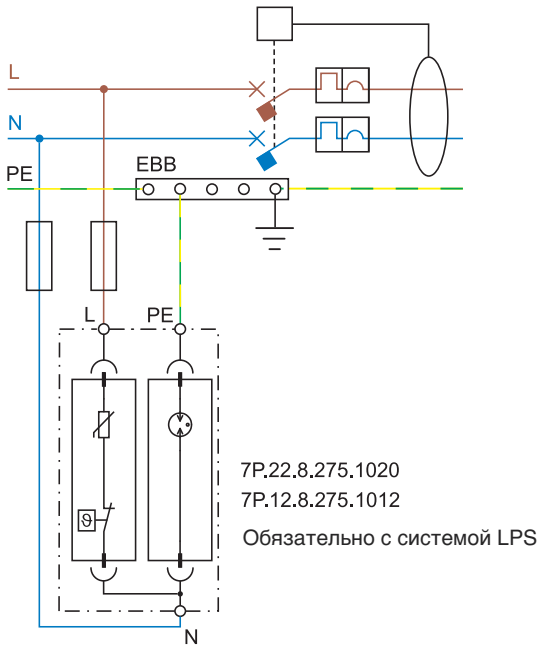 L
N
PE
EBB
L
PE
ϑ
7P.22.8.275.1020
7P.12.8.275.1012
Обязательно с системой LPS
N